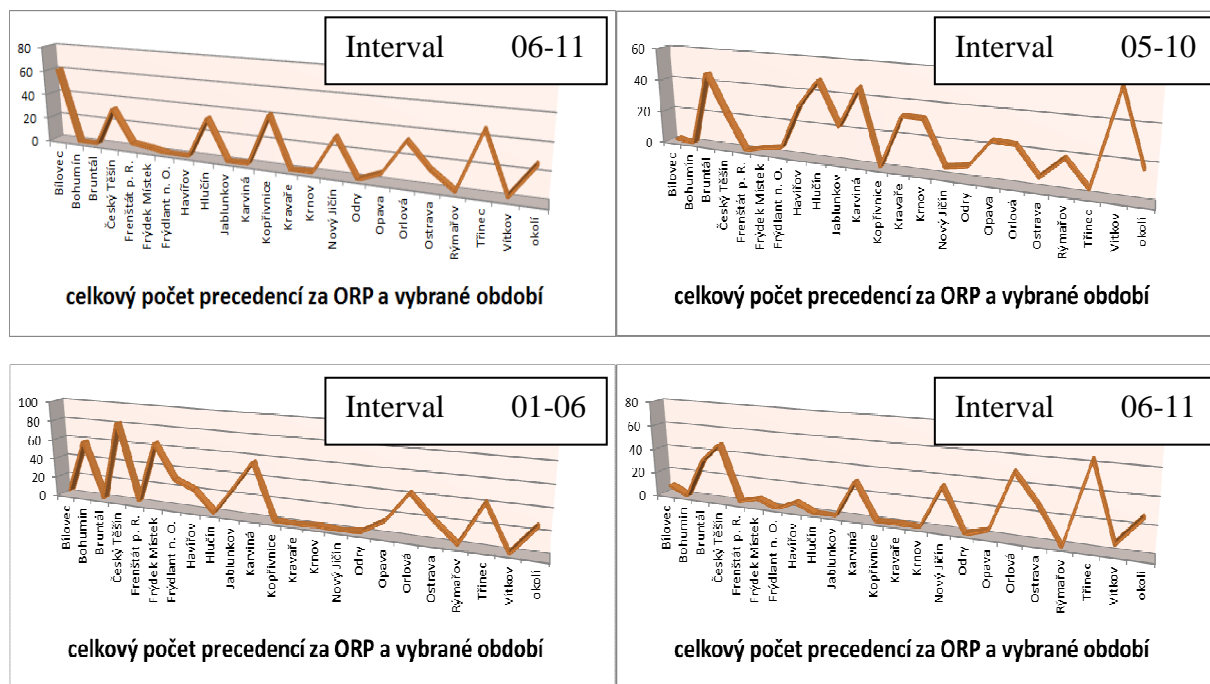 Interval 06-11
80
60
40
20
0
Bílovec
Bohumín
Bruntál
Český Těšín
Frenštát p. R.
Frýdek Místek
Frýdlant n. O.
Havířov
Hlučín
Jablunkov
Karviná
Kopřivnice
Kravaře
Krnov
Nový Jičín
Odry
Opava
Orlová
Ostrava
Rýmařov
Třinec
Vítkov
okolí
celkový počet precedencí za ORP a vybrané období
Interval 05-10
60
40
20
0
Bílovec
Bohumín
Bruntál
Český Těšín
Frenštát p. R.
Frýdek Místek
Frýdlant n. O.
Havířov
Hlučín
Jablunkov
Karviná
Kopřivnice
Kravaře
Krnov
Nový Jičín
Odry
Opava
Orlová
Ostrava
Rýmařov
Třinec
Vítkov
okolí
celkový počet precedencí za ORP a vybrané období
Interval 01-06
100
80
60
40
20
0
Bílovec
Bohumín
Bruntál
Český Těšín
Frenštát p. R.
Frýdek Místek
Frýdlant n. O.
Havířov
Hlučín
Jablunkov
Karviná
Kopřivnice
Kravaře
Krnov
Nový Jičín
Odry
Opava
Orlová
Ostrava
Rýmařov
Třinec
Vítkov
okolí
celkový počet precedencí za ORP a vybrané období
Interval 06-11
80
60
40
20
0
Bílovec
Bohumín
Bruntál
Český Těšín
Frenštát p. R.
Frýdek Místek
Frýdlant n. O.
Havířov
Hlučín
Jablunkov
Karviná
Kopřivnice
Kravaře
Krnov
Nový Jičín
Odry
Opava
Orlová
Ostrava
Rýmařov
Třinec
Vítkov
okolí
celkový počet precedencí za ORP a vybrané období